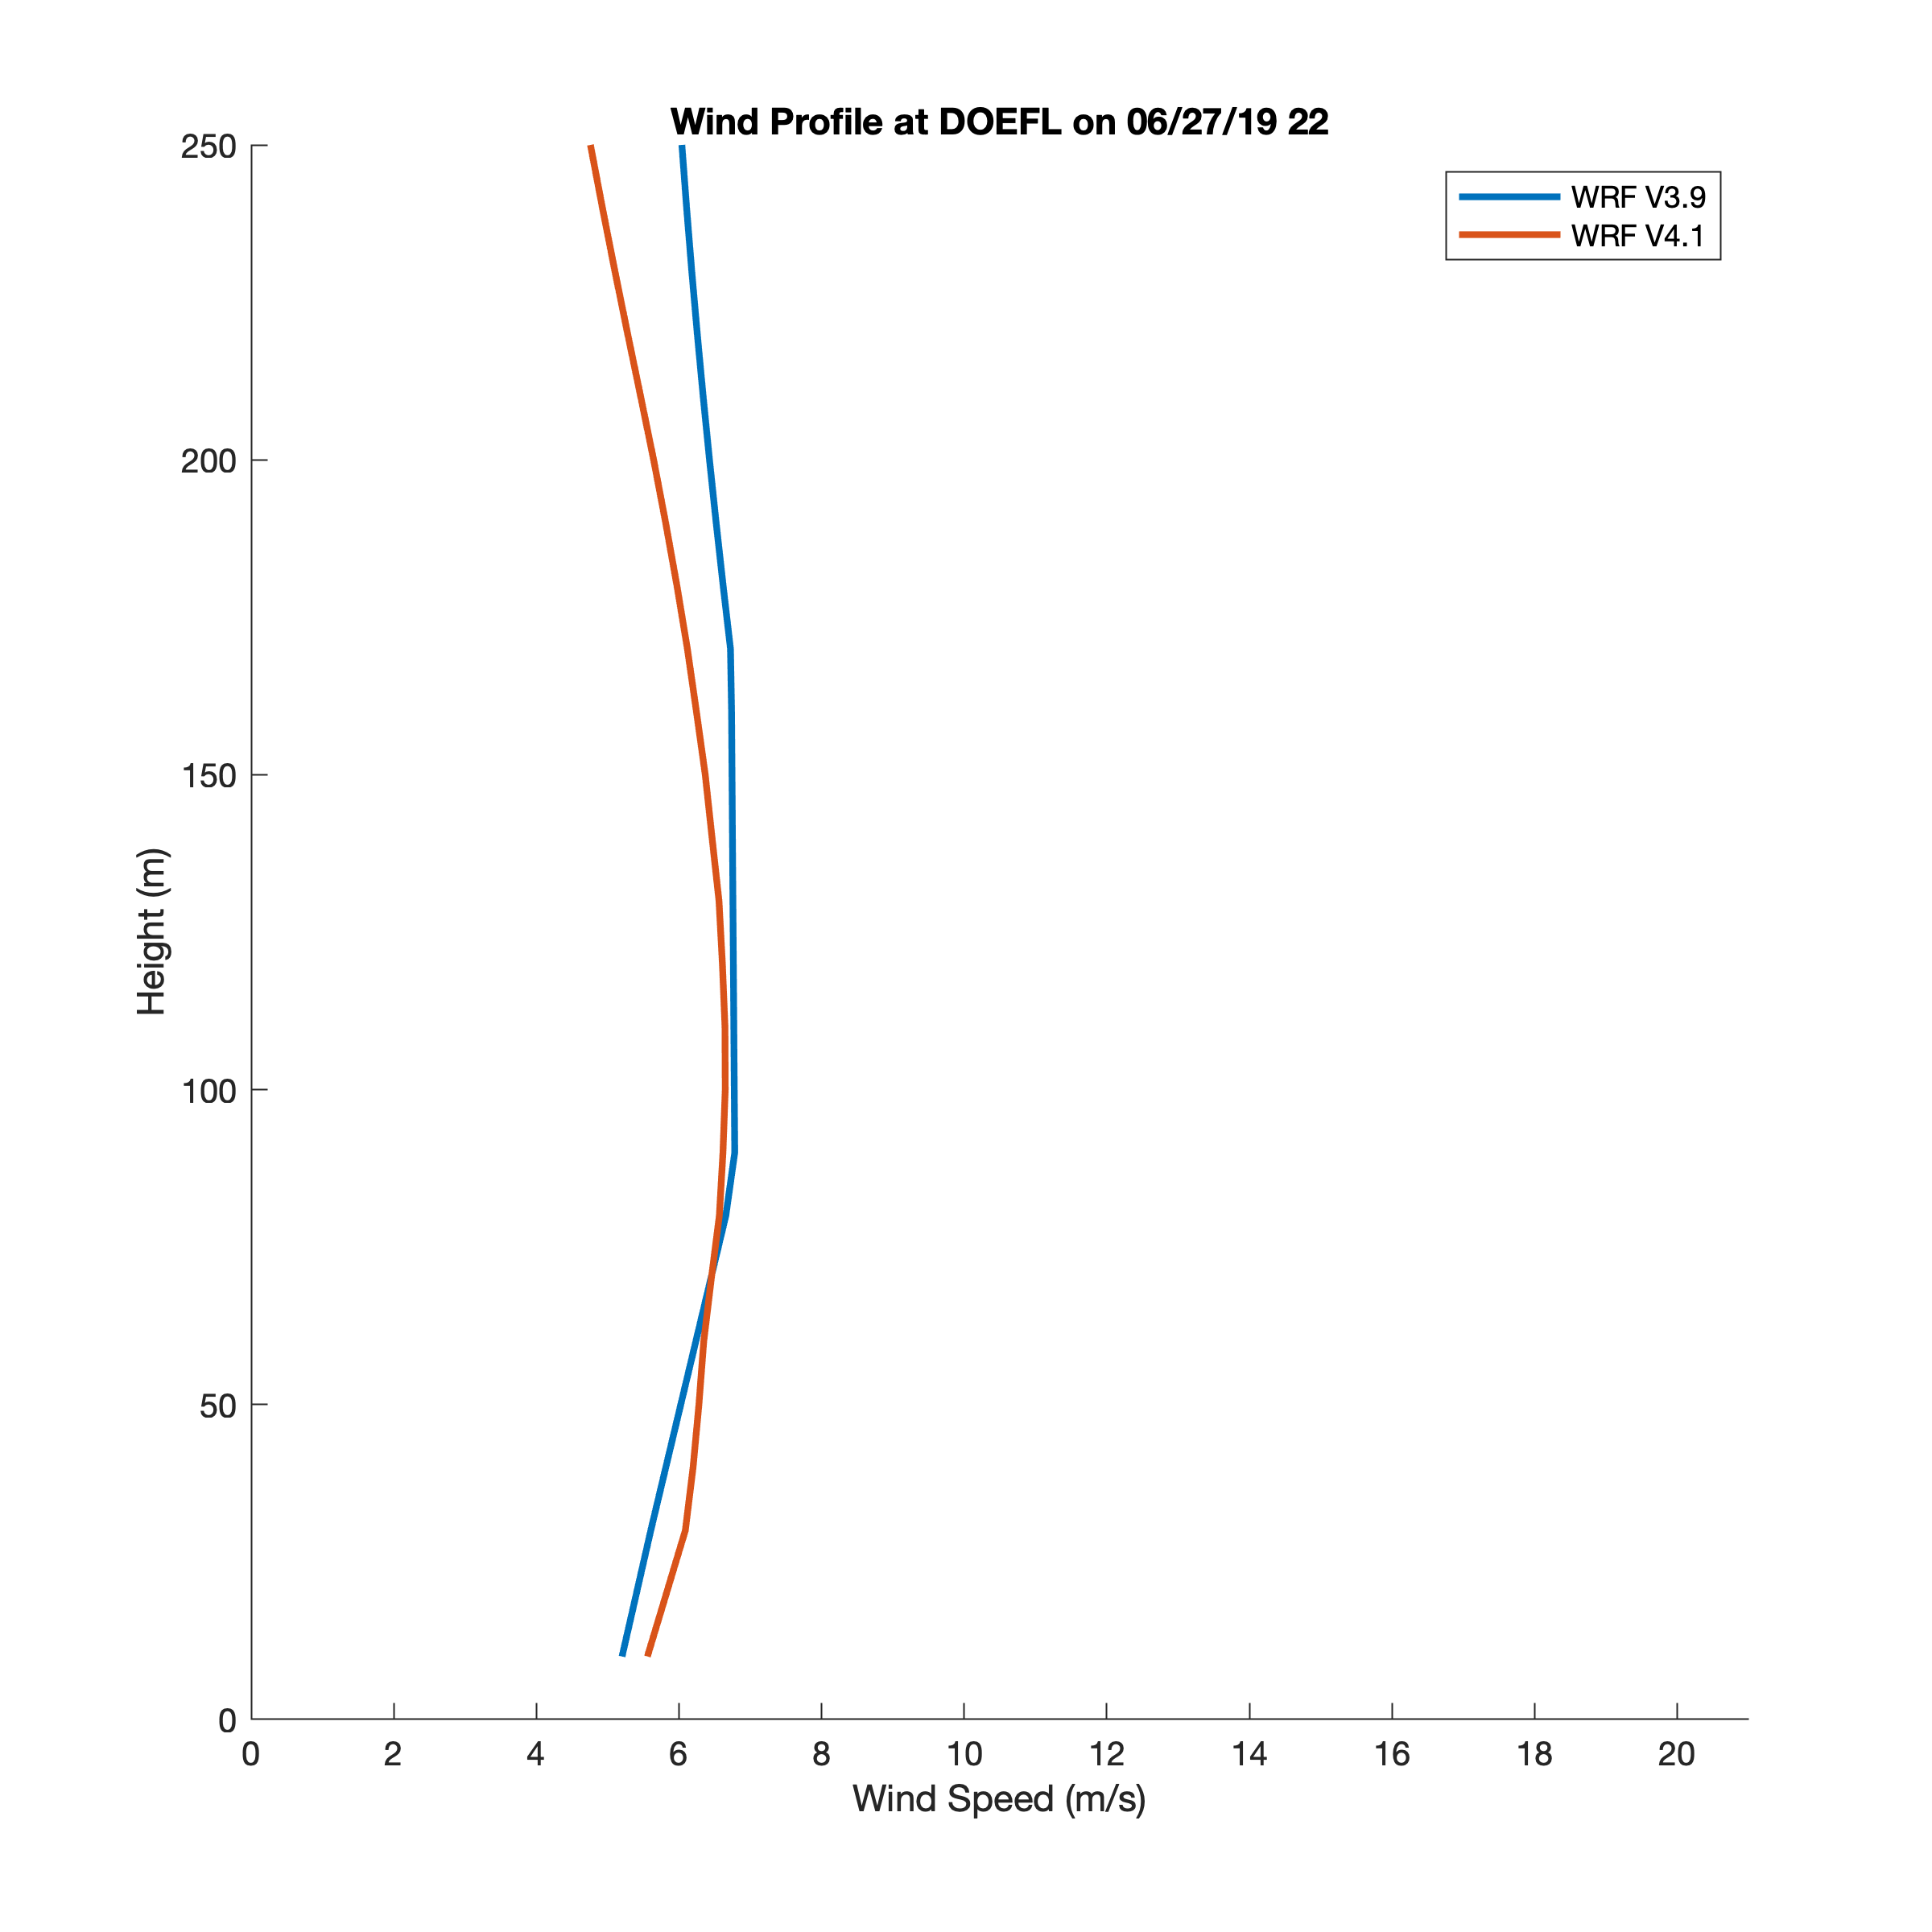 Wind Profile at DOEFL on 06/27/19 22
WRF V3.9
WRF V4.1
250
200
150
100
50
0
Height (m)
0 2 4 6 8 10 12 14 16 18 20
Wind Speed (m/s)